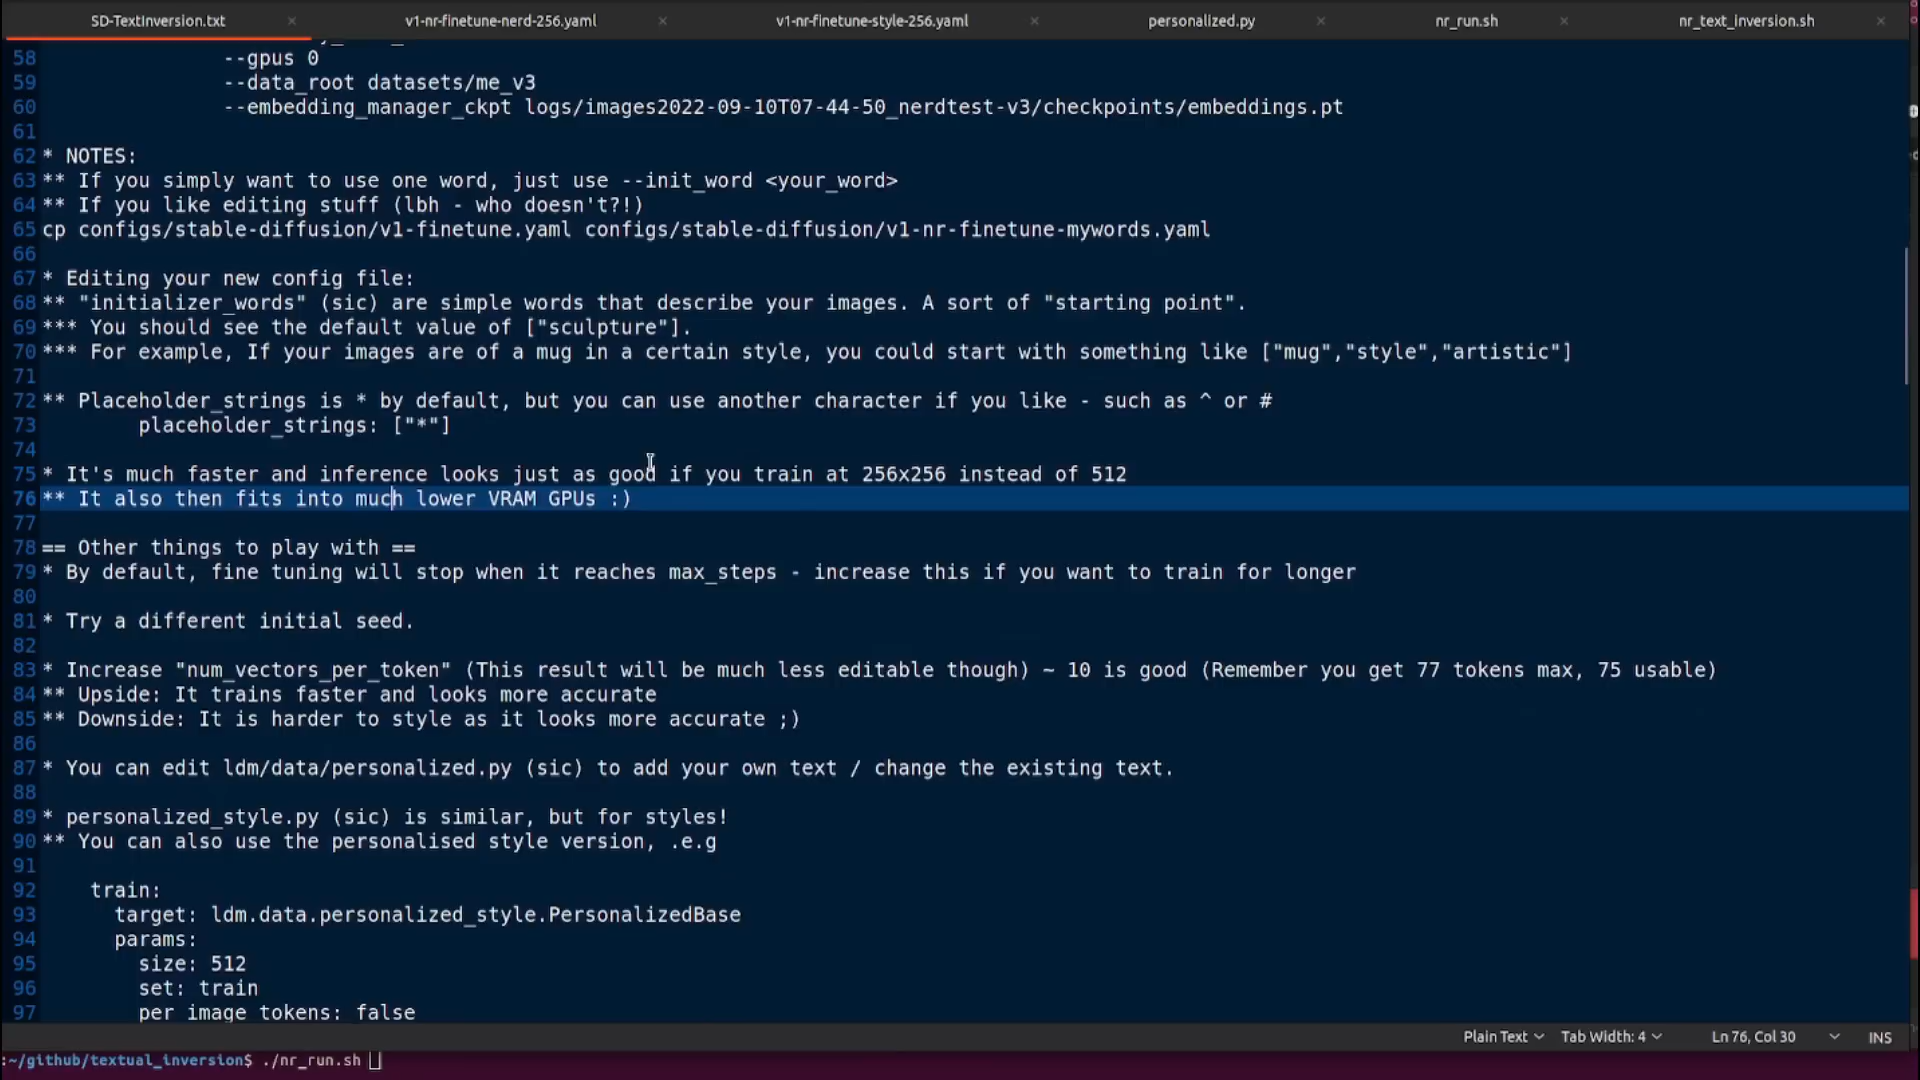 SD-TextInversion.txt × v1-nr-finetune-nerd-256.yaml × v1-nr-finetune-style-256.yaml × personalized.py × nr_run.sh × nr_text_inversion.sh ×
58 --gpus 0
59 --data_root datasets/me_v3
60 --embedding_manager_ckpt logs/images2022-09-10T07-44-50_nerdtest-v3/checkpoints/embeddings.pt
61
62 * NOTES:
63 ** If you simply want to use one word, just use --init_word <your_word>
64 ** If you like editing stuff (lbh - who doesn't?!)
65 cp configs/stable-diffusion/v1-finetune.yaml configs/stable-diffusion/v1-nr-finetune-mywords.yaml
66
67 * Editing your new config file:
68 ** "initializer_words" (sic) are simple words that describe your images. A sort of "starting point".
69 *** You should see the default value of ["sculpture"].
70 *** For example, If your images are of a mug in a certain style, you could start with something like ["mug","style","artistic"]
71
72 ** Placeholder_strings is * by default, but you can use another character if you like - such as ^ or #
73 placeholder_strings: ["*"]
74
75 * It's much faster and inference looks just as good if you train at 256x256 instead of 512
76 ** It also then fits into much lower VRAM GPUs :)
77
78 == Other things to play with ==
79 * By default, fine tuning will stop when it reaches max_steps - increase this if you want to train for longer
80
81 * Try a different initial seed.
82
83 * Increase "num_vectors_per_token" (This result will be much less editable though) ~ 10 is good (Remember you get 77 tokens max, 75 usable)
84 ** Upside: It trains faster and looks more accurate
85 ** Downside: It is harder to style as it looks more accurate ;)
86
87 * You can edit ldm/data/personalized.py (sic) to add your own text / change the existing text.
88
89 * personalized_style.py (sic) is similar, but for styles!
90 ** You can also use the personalised style version, .e.g
91
92 train:
93 target: ldm.data.personalized_style.PersonalizedBase
94 params:
95 size: 512
96 set: train
97 per_image_tokens: false
Plain Text Tab Width: 4 Ln 76, Col 30 INS
:~/github/textual_inversion$ ./nr_run.sh